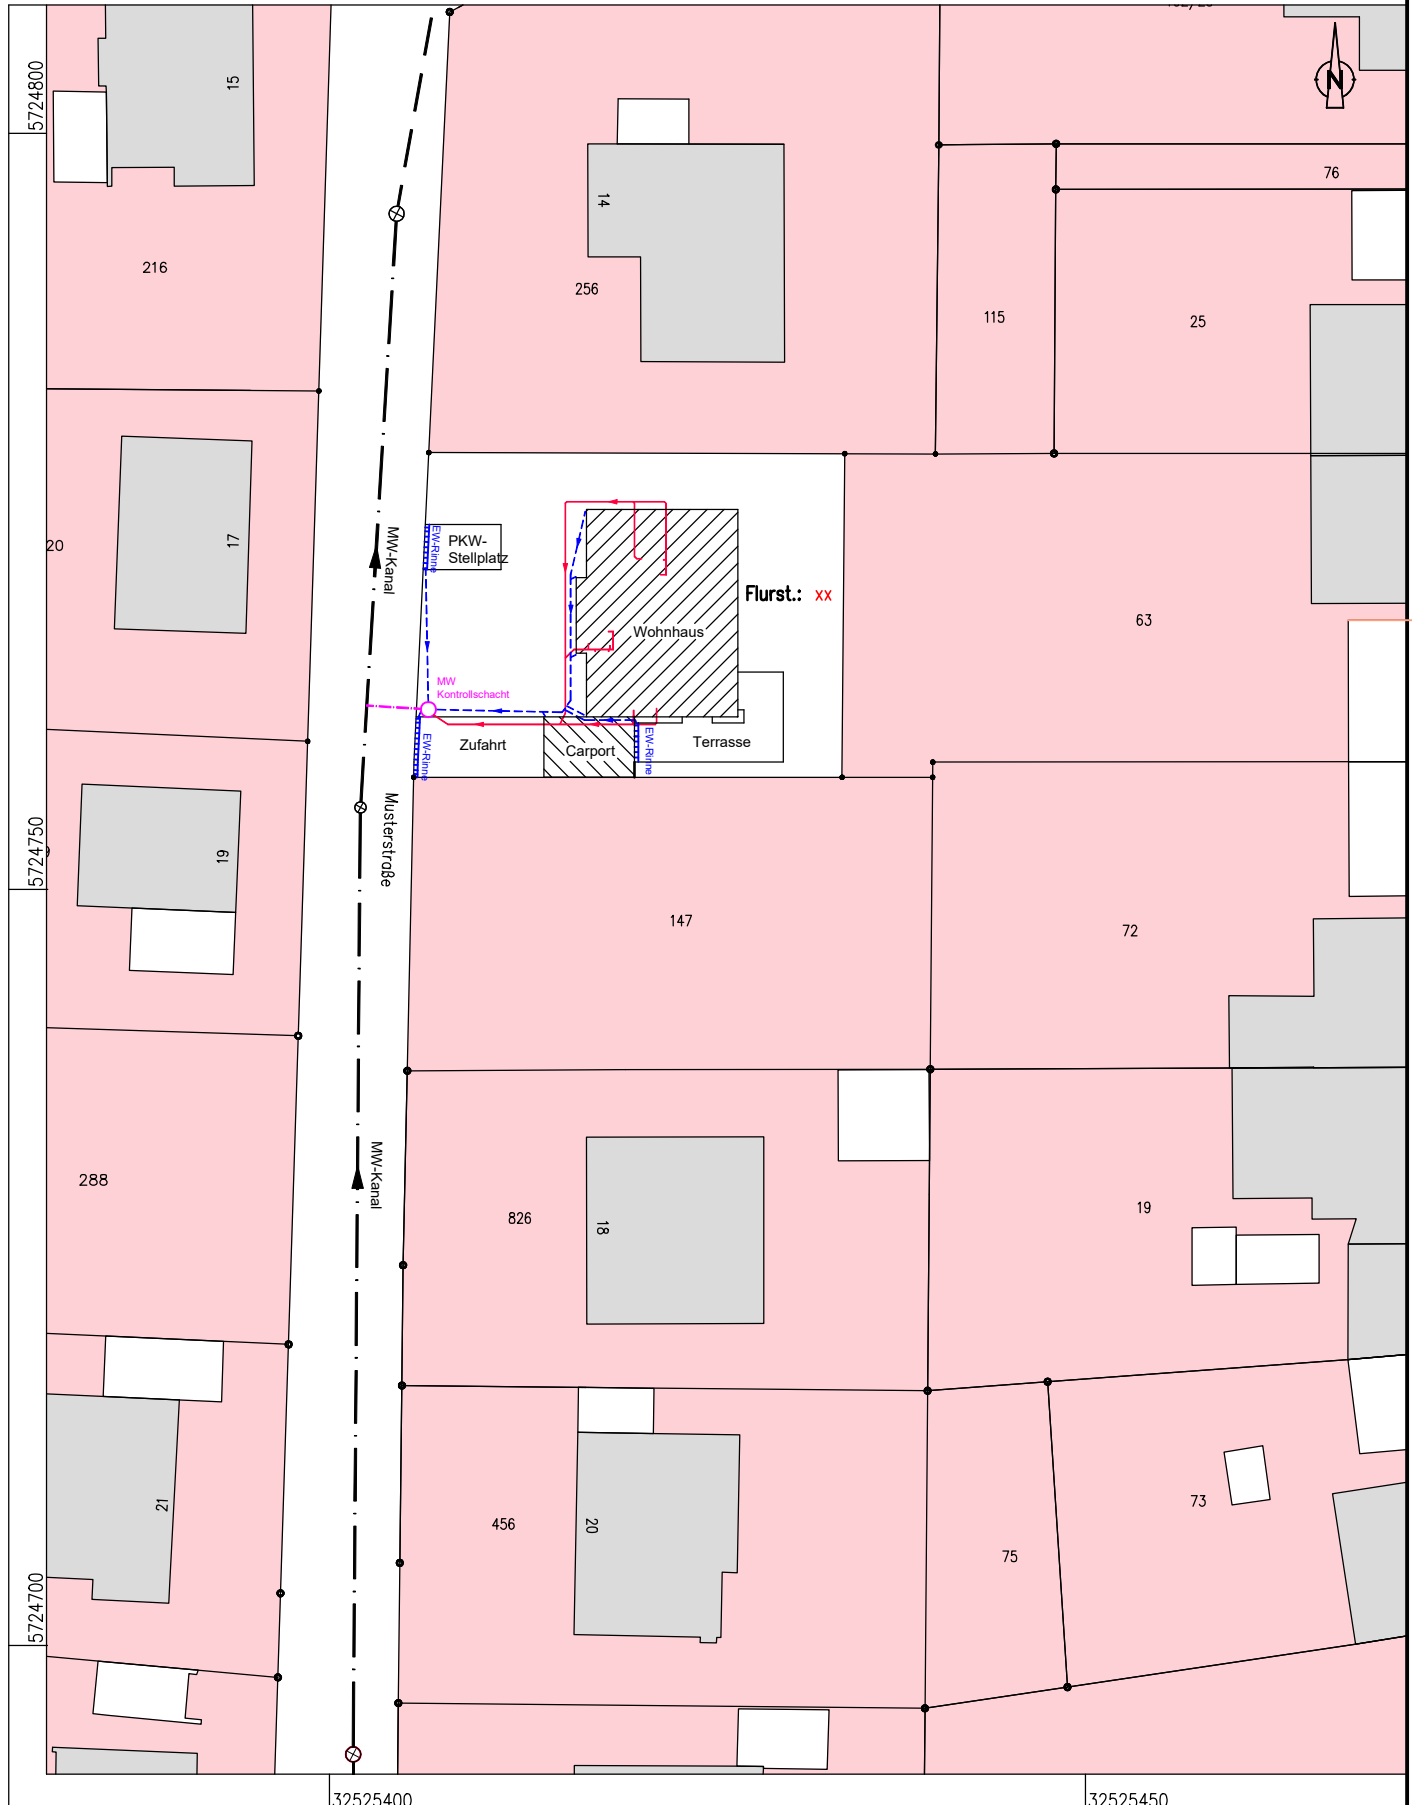 5724800
15
N
76
14
216
256
115
25
20
17
MW-Kanal
EW-Rinne
PKW-
Stellplatz
Flurst.: xx
Wohnhaus
63
MW
Kontrollschacht
EW-Rinne
Zufahrt
Carport
EW-Rinne
Terrasse
5724750
19
Musterstraße
147
72
MW-Kanal
288
826
18
19
21
456
20
73
75
5724700
32525400
32525450